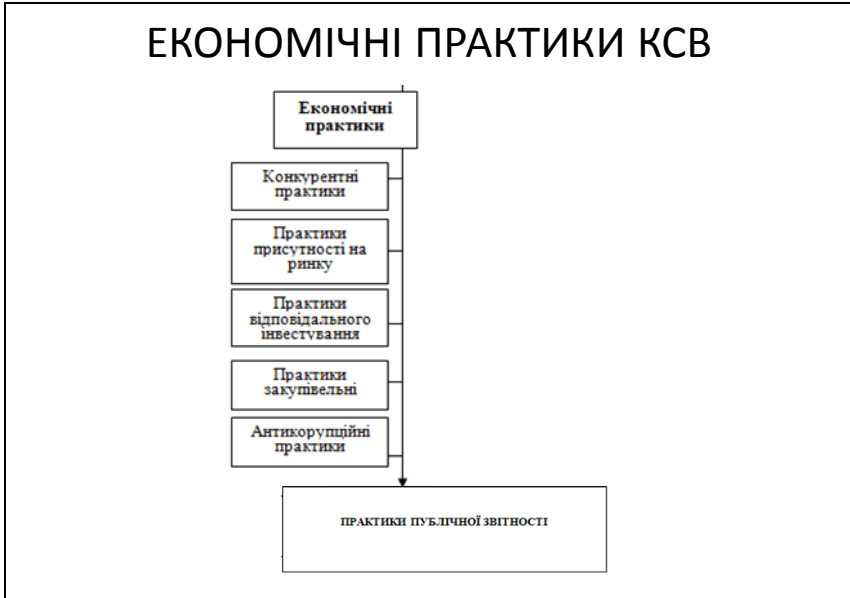 ЕКОНОМІЧНІ ПРАКТИКИ КСВ
Економічні
практики
Конкурентні
практики
Практики
присутності на
ринку
Практики
відповідального
інвестування
Практики
закупівельні
Антикорупційні
практики
ПРАКТИКИ ПУБЛІЧНОЇ ЗВІТНОСТІ